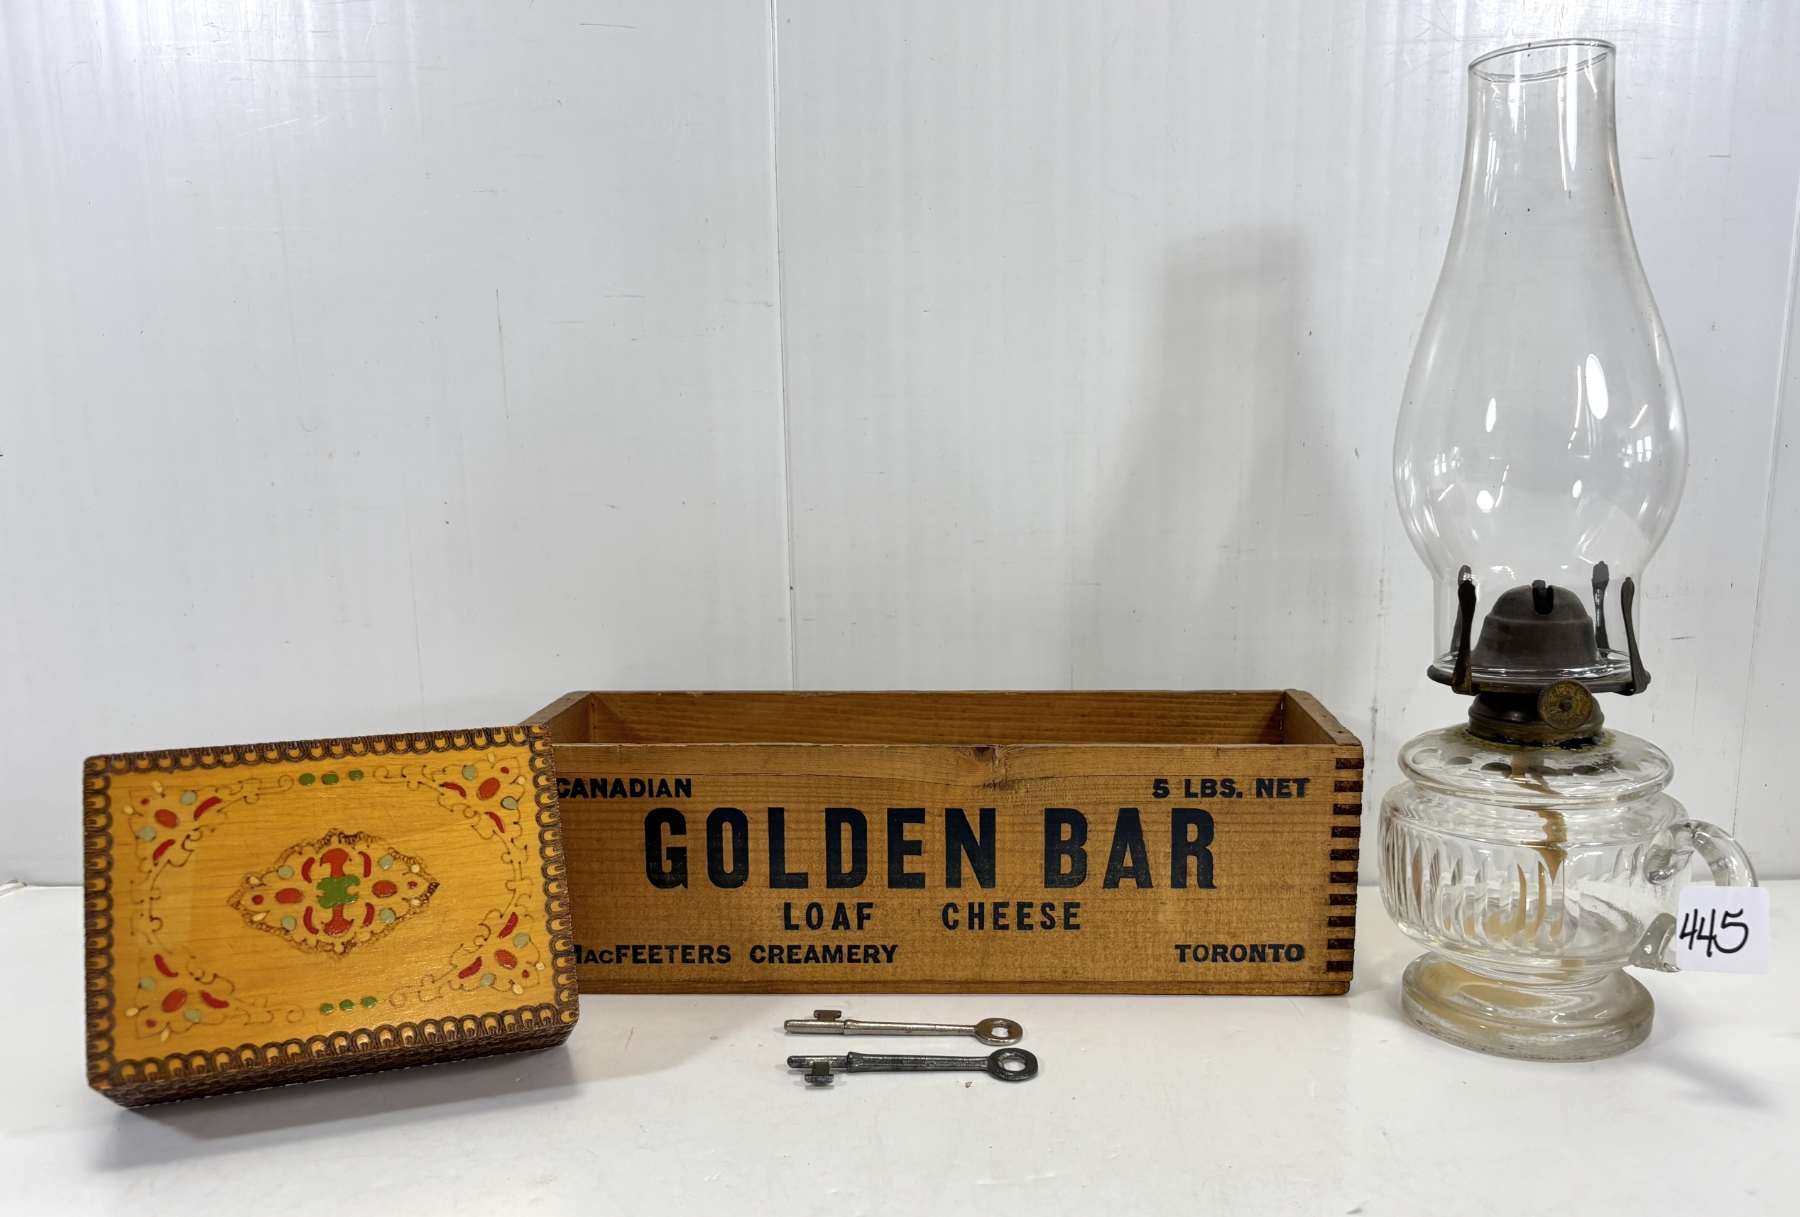 CANADIAN 5 LBS. NET
GOLDEN BAR
LOAF CHEESE
MACFEETERS CREAMERY TORONTO
445